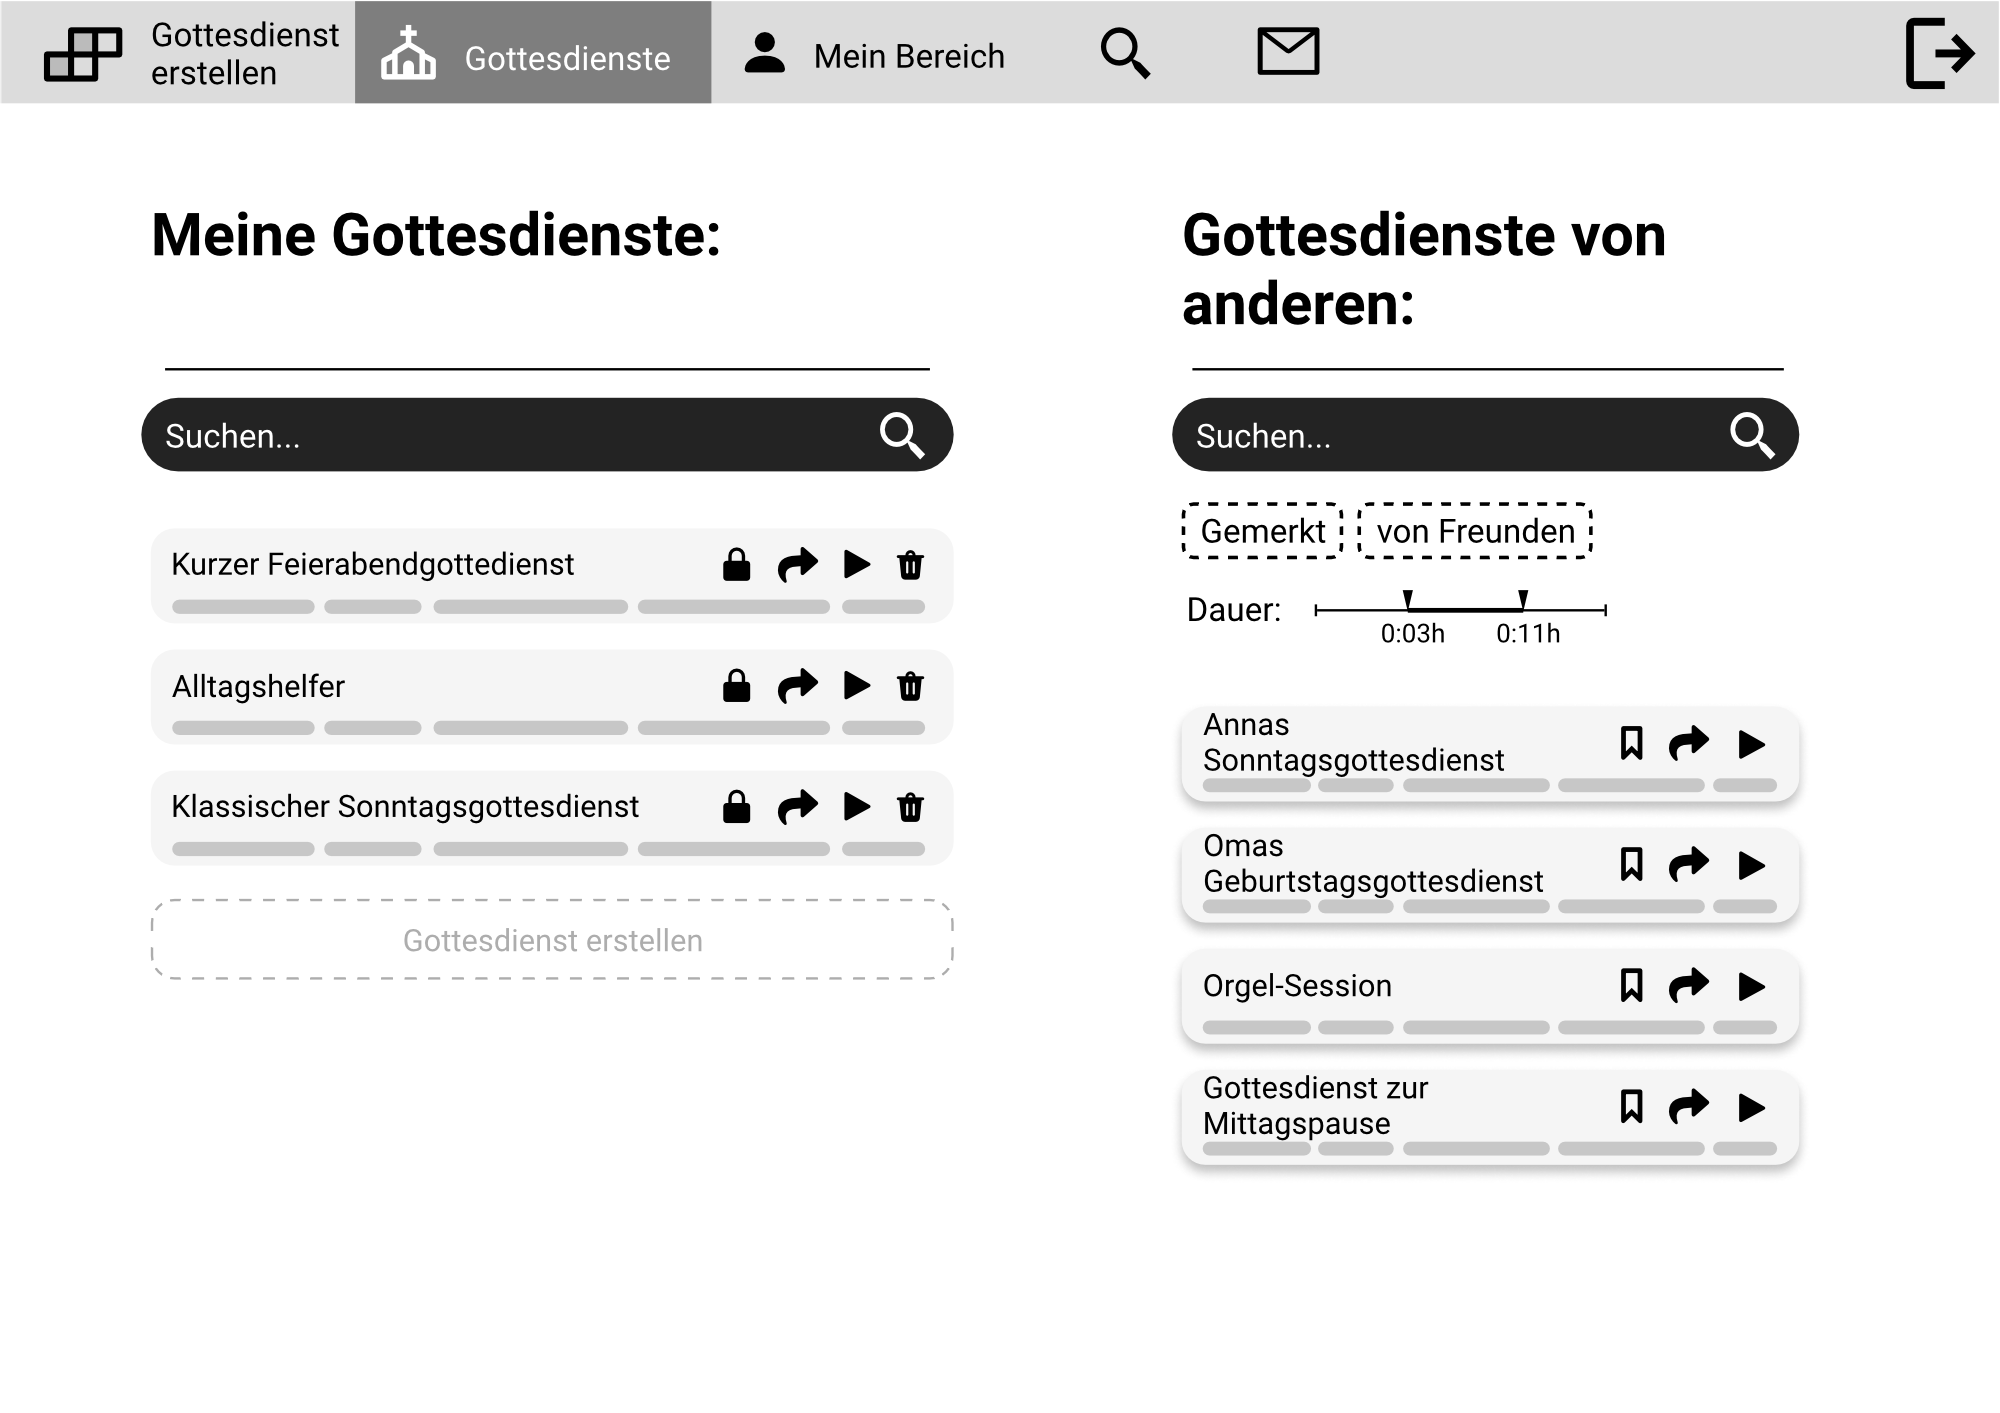 Gottesdienst
erstellen
Gottesdienste
Mein Bereich
Meine Gottesdienste:
Suchen...
Kurzer Feierabendgottedienst
Alltagshelfer
Klassischer Sonntagsgottesdienst
Gottesdienst erstellen
Gottesdienste von
anderen:
Suchen...
Gemerkt
von Freunden
Dauer:
0:03h
0:11h
Annas
Sonntagsgottesdienst
Omas
Geburtstagsgottesdienst
Orgel-Session
Gottesdienst zur
Mittagspause